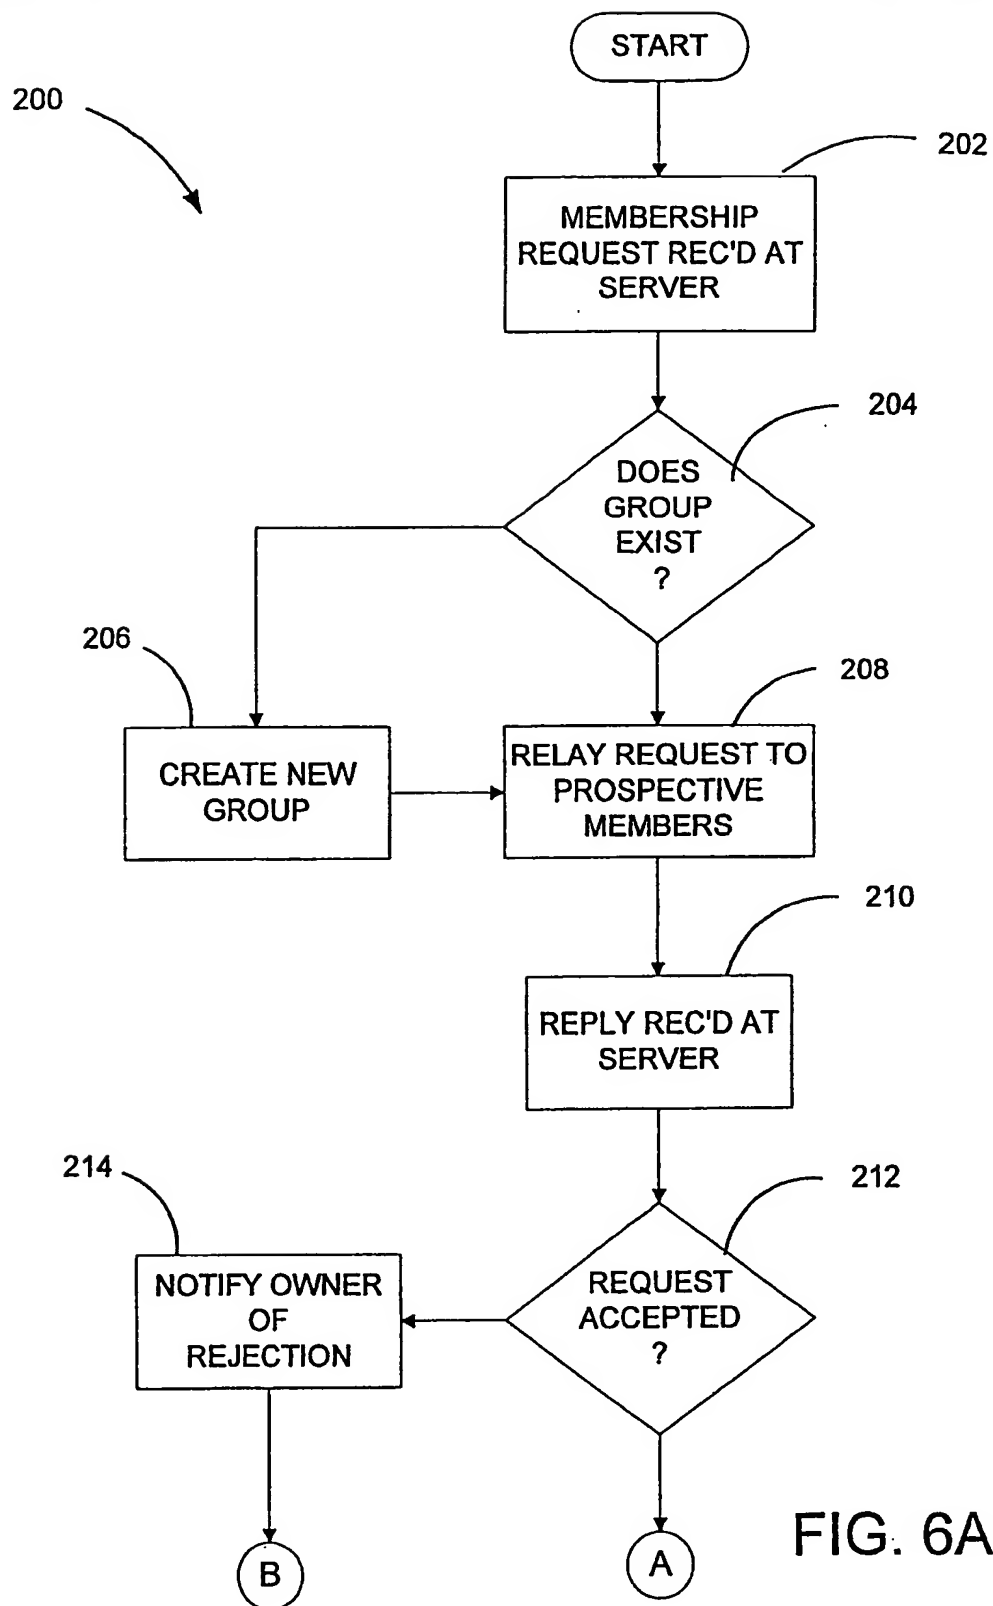 START
200
202
MEMBERSHIP
REQUEST REC'D AT
SERVER
204
DOES
GROUP
EXIST
?
206
208
CREATE NEW
GROUP
RELAY REQUEST TO
PROSPECTIVE
MEMBERS
210
REPLY REC'D AT
SERVER
214
212
NOTIFY OWNER
OF
REJECTION
REQUEST
ACCEPTED
?
B
A
FIG. 6A